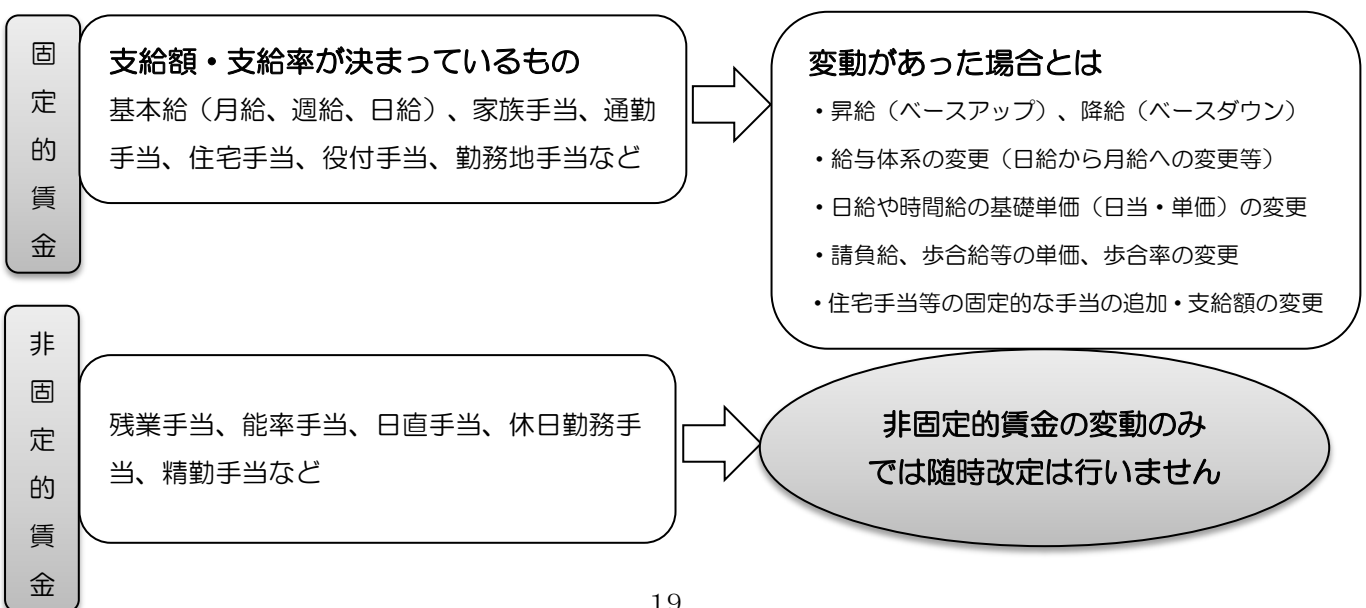 固定的賃金
支給額・支給率が決まっているもの
基本給（月給、週給、日給）、家族手当、通勤
手当、住宅手当、役付手当、勤務地手当など
変動があった場合とは
・昇給（ベースアップ）、降給（ベースダウン）
・給与体系の変更（日給から月給への変更等）
・日給や時間給の基礎単価（日当・単価）の変更
・請負給、歩合給等の単価、歩合率の変更
・住宅手当等の固定的な手当の追加・支給額の変更
非固定的賃金
残業手当、能率手当、日直手当、休日勤務手
当、精勤手当など
非固定的賃金の変動のみ
では随時改定は行いません
19